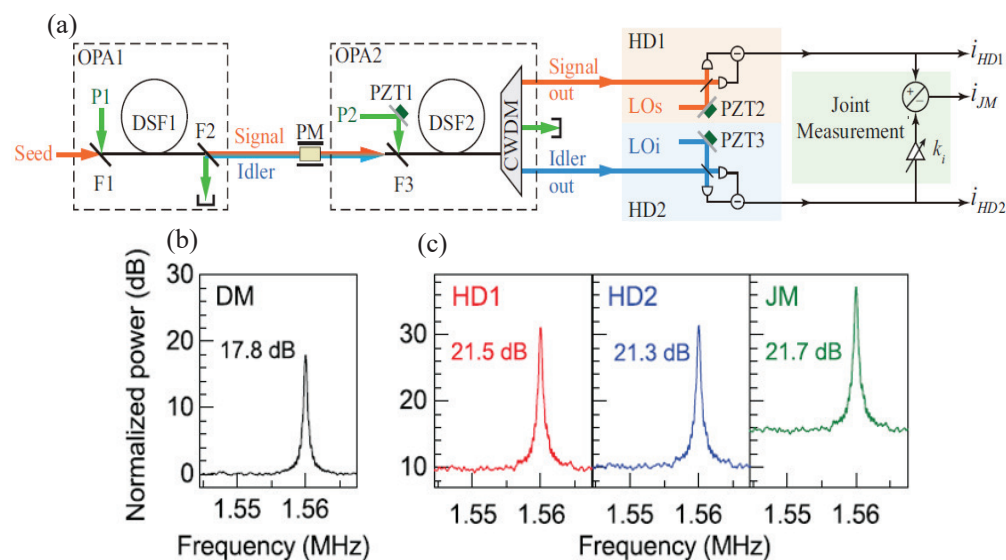 (a)
OPA1
P1
DSF1
F2
Seed
F1
Signal
Idler
PM
OPA2
PZT1
P2
DSF2
F3
CWDM
Signal
out
Idler
out
HD1
LOs
PZT2
LOi
PZT3
HD2
Joint
Measurement
+
−
k_i
i_HD1
i_JM
i_HD2
(b)
Normalized power (dB)
30
20
10
0
DM
17.8 dB
1.55 1.56
Frequency (MHz)
(c)
30
20
10
HD1
21.5 dB
1.55 1.56
HD2
21.3 dB
1.55 1.56
JM
21.7 dB
1.55 1.56
Frequency (MHz)